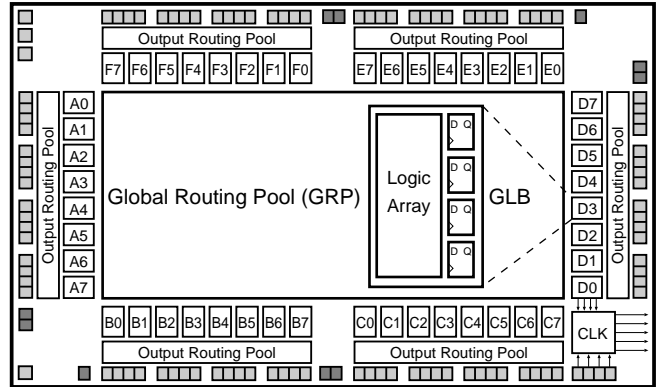 Output Routing Pool
Output Routing Pool
F7 F6 F5 F4 F3 F2 F1 F0
E7 E6 E5 E4 E3 E2 E1 E0
Output Routing Pool
A0
A1
A2
A3
A4
A5
A6
A7
Global Routing Pool (GRP)
Logic
Array
D Q
D Q
D Q
D Q
GLB
D7
D6
D5
D4
D3
D2
D1
D0
Output Routing Pool
B0 B1 B2 B3 B4 B5 B6 B7
C0 C1 C2 C3 C4 C5 C6 C7
CLK
Output Routing Pool
Output Routing Pool